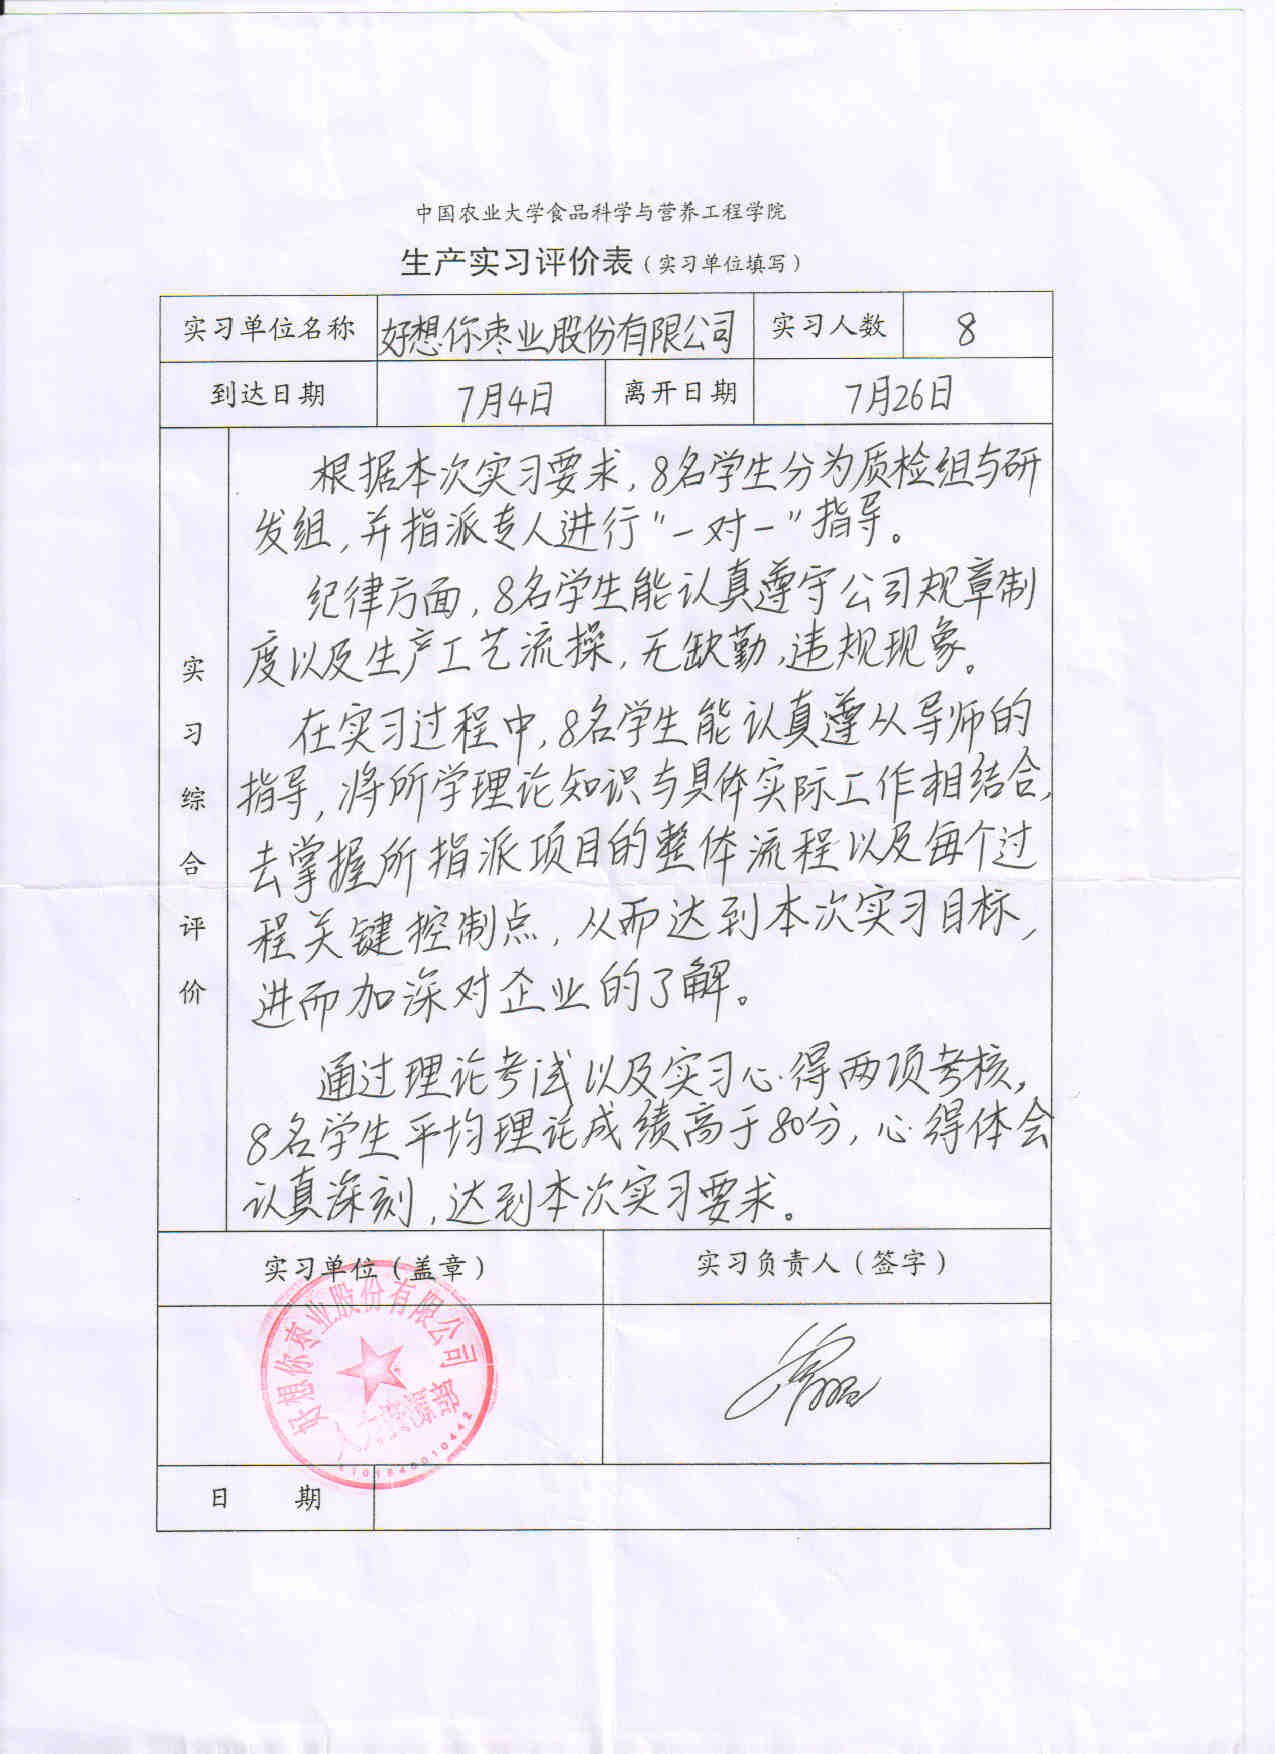 中国农业大学食品科学与营养工程学院
生产实习评价表（实习单位填写）
实习单位名称 好想你枣业股份有限公司 实习人数 8
到达日期 7月4日 离开日期 7月26日
实习综合评价
根据本次实习要求，8名学生分为质检组与研
发组，并指派专人进行“一对一”指导。
纪律方面，8名学生能认真遵守公司规章制
度以及生产工艺流操，无缺勤，违规现象。
在实习过程中，8名学生能认真遵从导师的
指导，将所学理论知识与具体实际工作相结合，
去掌握所指派项目的整体流程以及每个过
程关键控制点，从而达到本次实习目标，
进而加深对企业的了解。
通过理论考试以及实习心得两项考核，
8名学生平均理论成绩高于80分，心得体会
认真深刻，达到本次实习要求。
实习单位（盖章） 实习负责人（签字）
好想你枣业股份有限公司
人力资源部
日 期